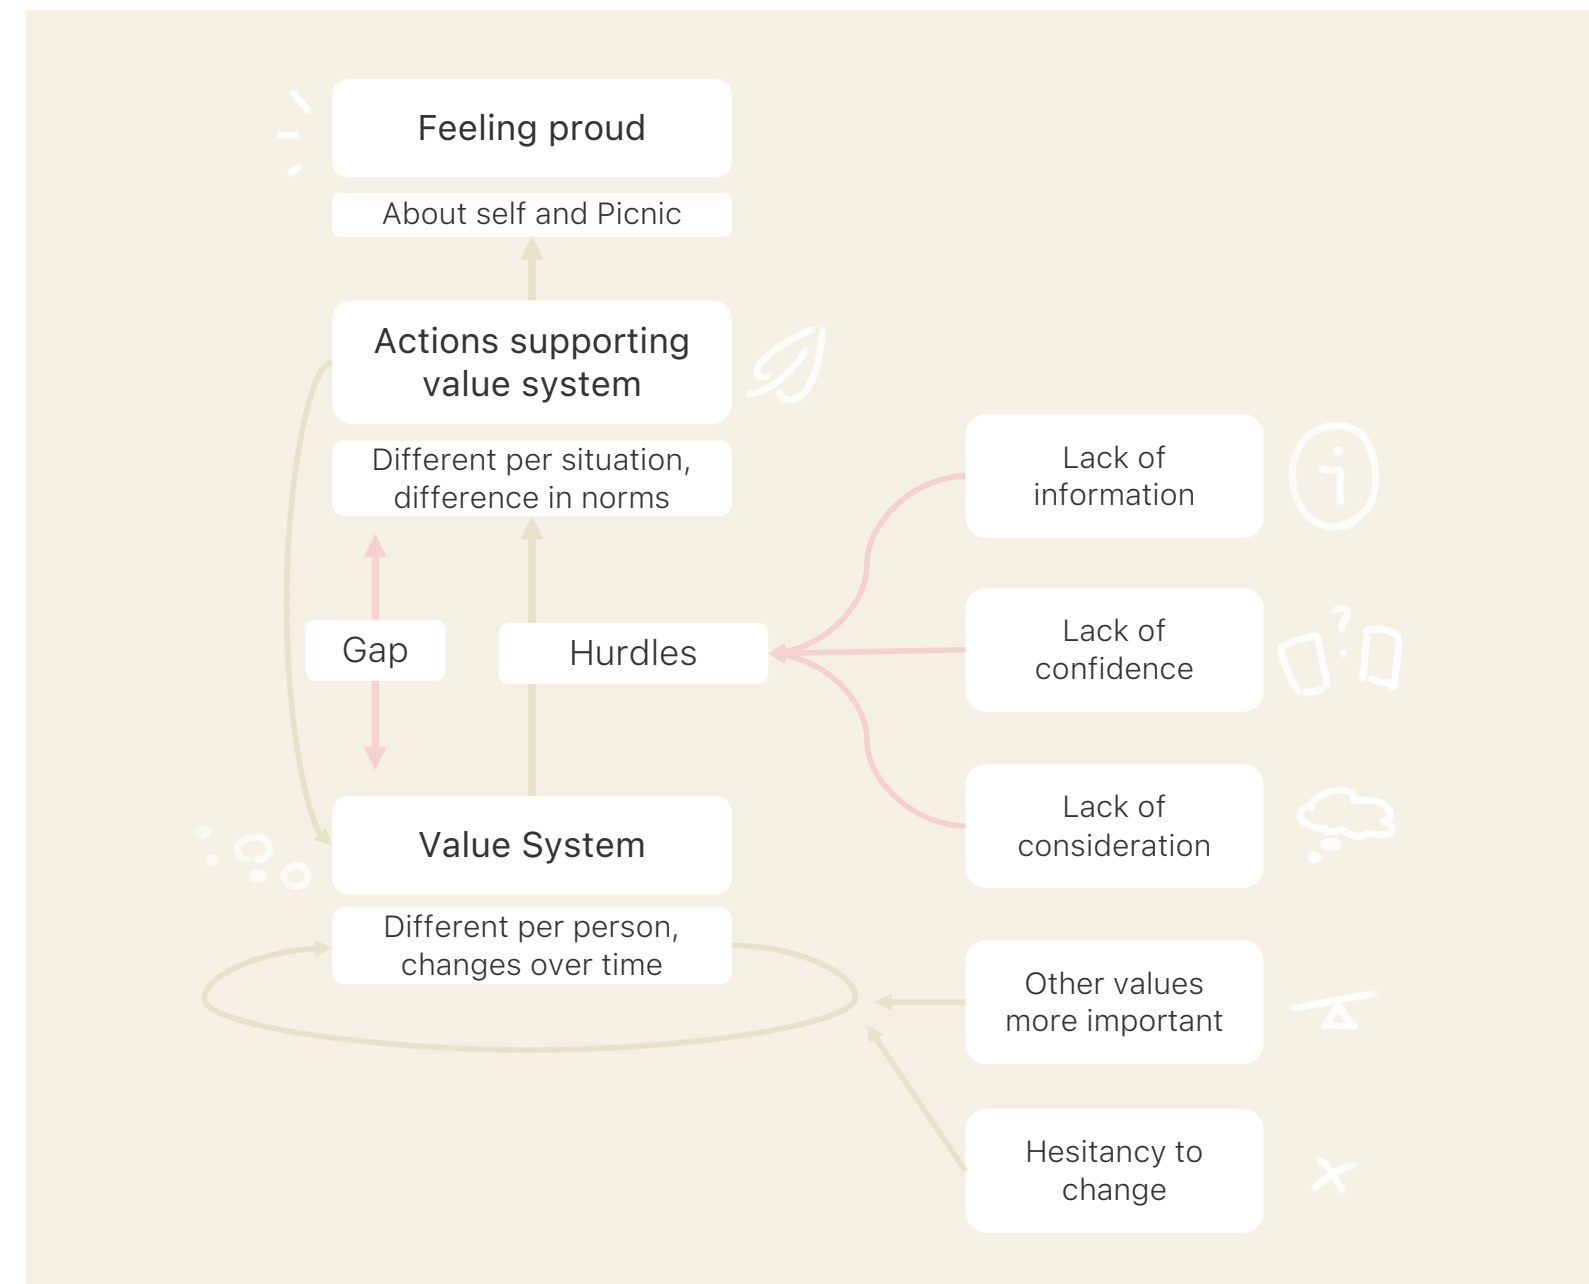 Feeling proud
About self and Picnic
Actions supporting
value system
Different per situation,
difference in norms
Gap
Hurdles
Value System
Different per person,
changes over time
Lack of
information
i
Lack of
confidence
?
Lack of
consideration
Other values
more important
Hesitancy to
change